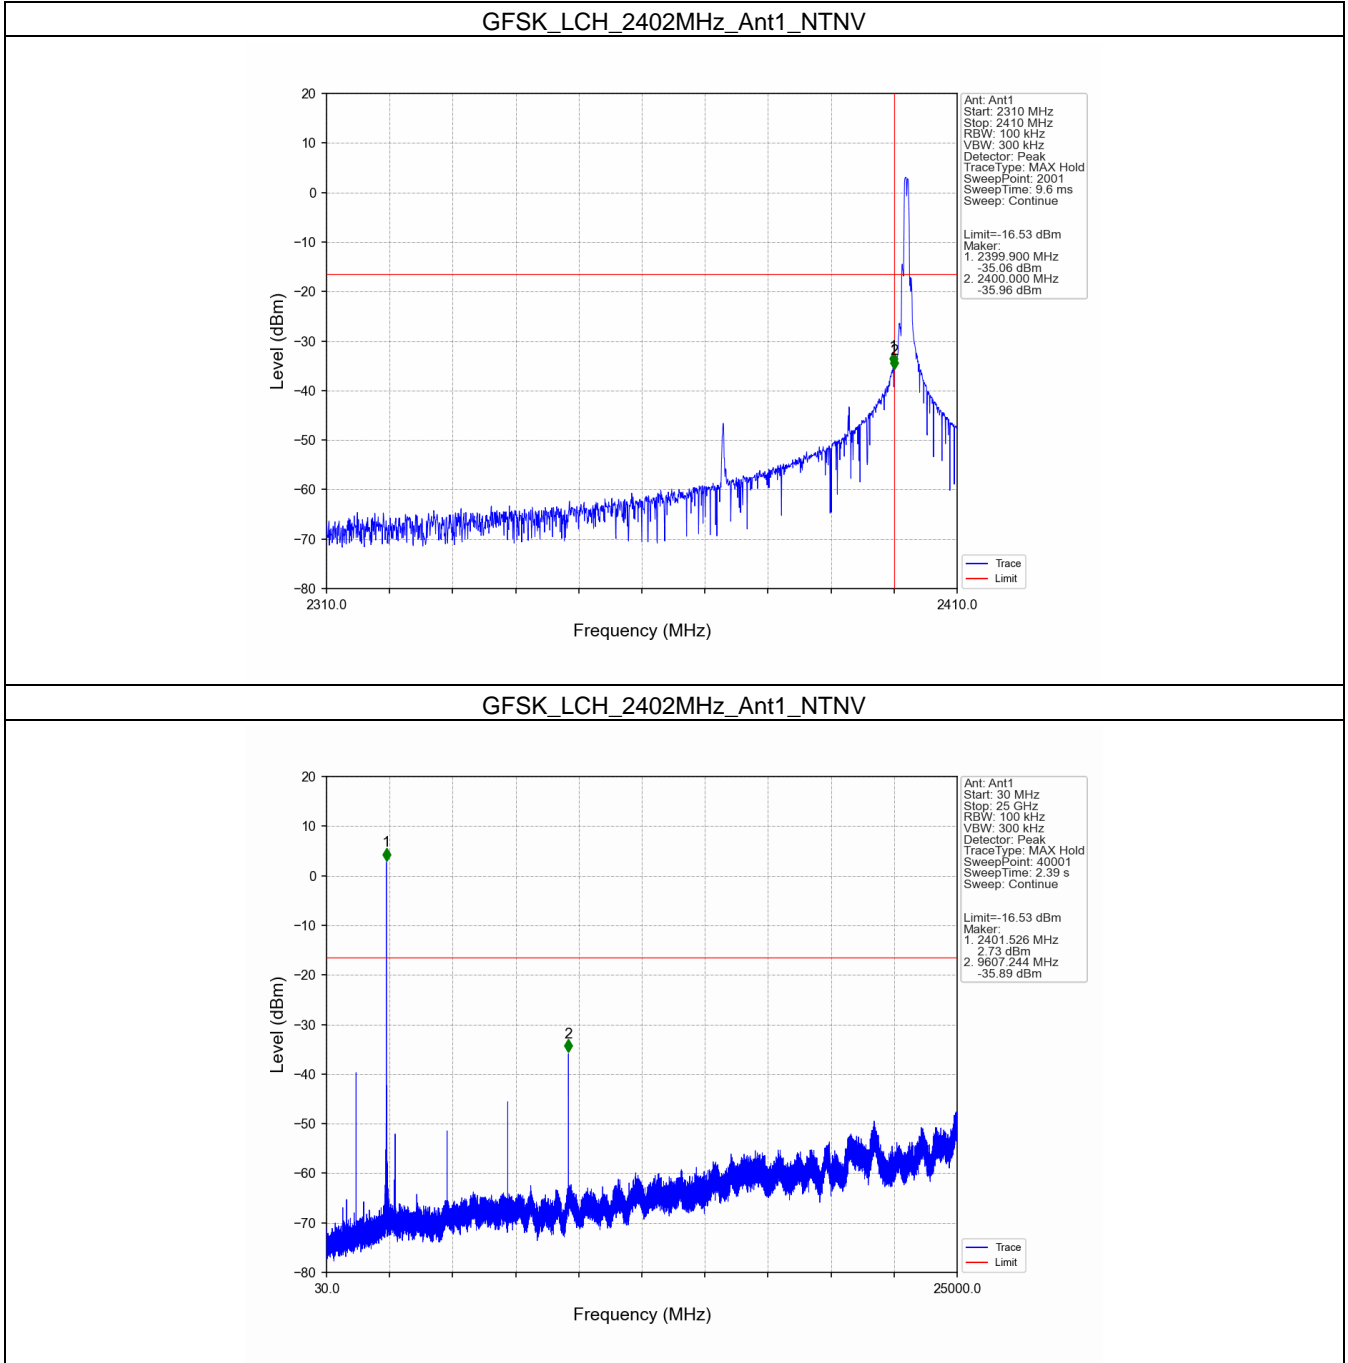 GFSK_LCH_2402MHz_Ant1_NTNV
20
10
0
−10
−20
−30
−40
−50
−60
−70
−80
Level (dBm)
1
2
2310.0
2410.0
Frequency (MHz)
Ant: Ant1
Start: 2310 MHz
Stop: 2410 MHz
RBW: 100 kHz
VBW: 300 kHz
Detector: Peak
TraceType: MAX Hold
SweepPoint: 2001
SweepTime: 9.6 ms
Sweep: Continue
Limit=-16.53 dBm
Maker:
1. 2399.900 MHz
-35.06 dBm
2. 2400.000 MHz
-35.96 dBm
Trace
Limit
GFSK_LCH_2402MHz_Ant1_NTNV
20
10
0
−10
−20
−30
−40
−50
−60
−70
−80
Level (dBm)
1
2
30.0
25000.0
Frequency (MHz)
Ant: Ant1
Start: 30 MHz
Stop: 25 GHz
RBW: 100 kHz
VBW: 300 kHz
Detector: Peak
TraceType: MAX Hold
SweepPoint: 40001
SweepTime: 2.39 s
Sweep: Continue
Limit=-16.53 dBm
Maker:
1. 2401.526 MHz
2.73 dBm
2. 9607.244 MHz
-35.89 dBm
Trace
Limit